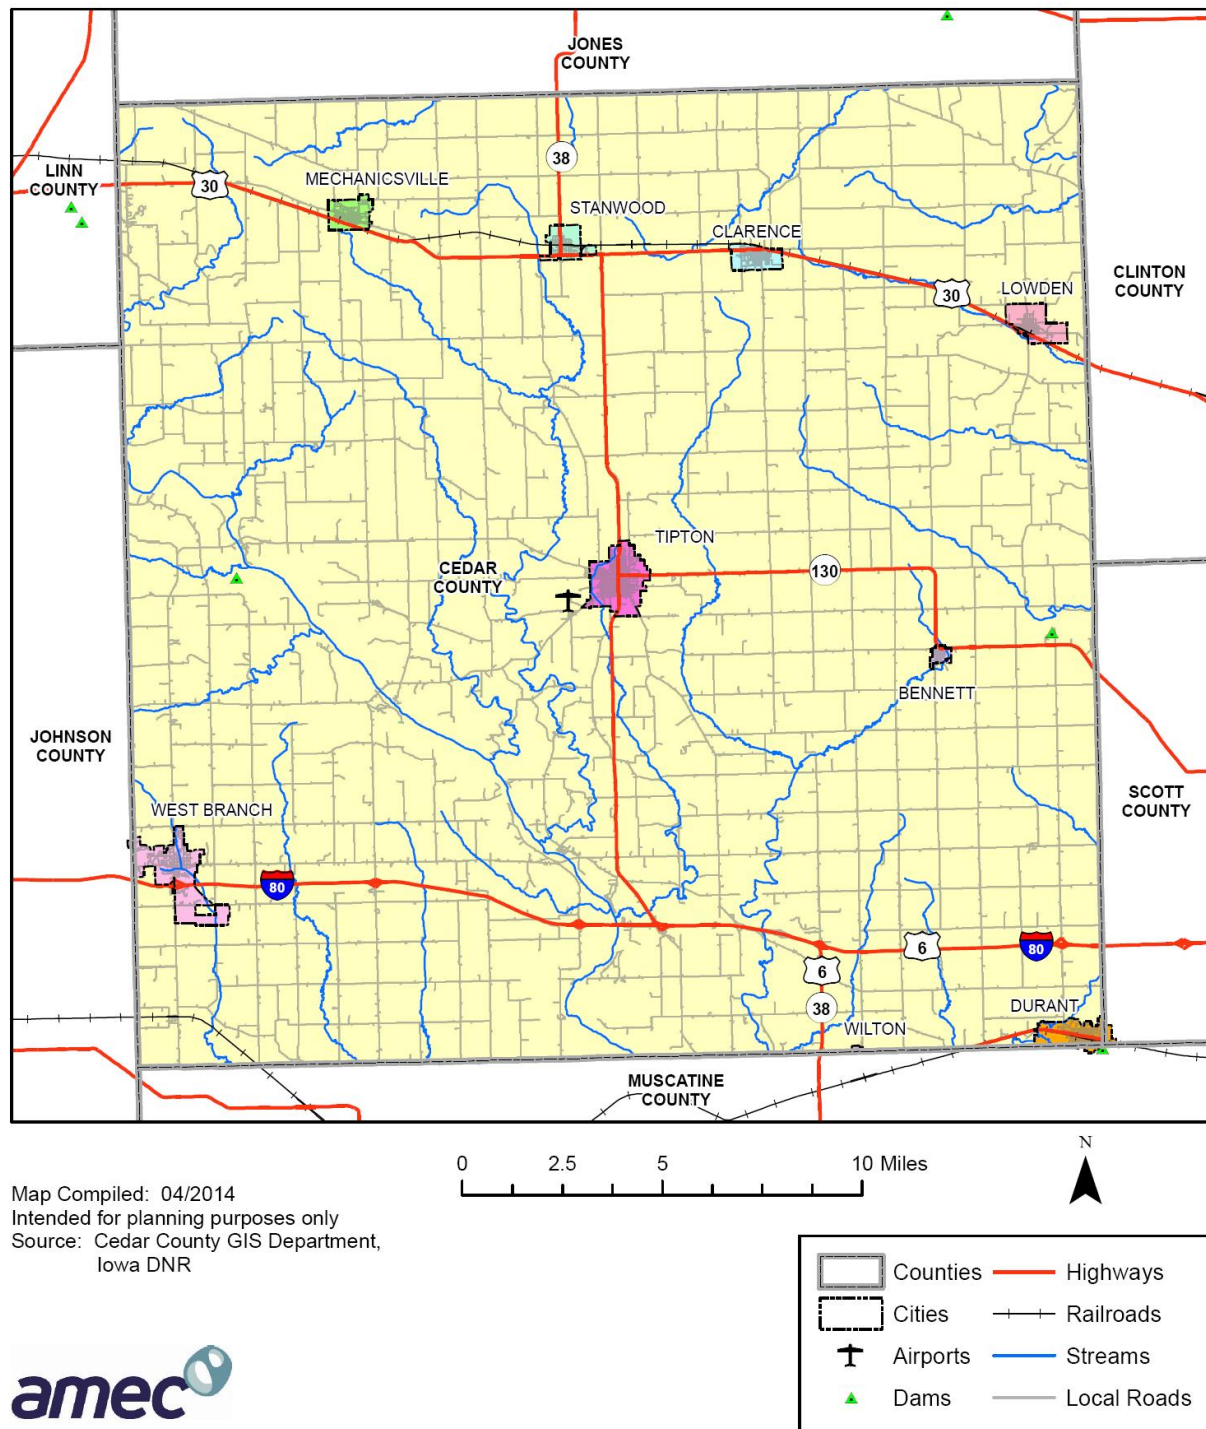 JONES
COUNTY
38
LINN
COUNTY
30
MECHANICSVILLE
STANWOOD
CLARENCE
CLINTON
COUNTY
30
LOWDEN
TIPTON
CEDAR
COUNTY
130
BENNETT
JOHNSON
COUNTY
SCOTT
COUNTY
WEST BRANCH
80
6
80
6
38
DURANT
WILTON
MUSCATINE
COUNTY
0 2.5 5 10 Miles
N
Map Compiled: 04/2014
Intended for planning purposes only
Source: Cedar County GIS Department,
Iowa DNR
Counties Highways
Cities Railroads
Airports Streams
Dams Local Roads
amec